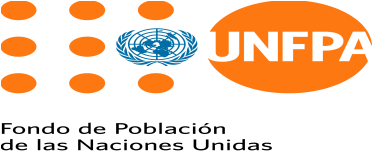 UNFPA
Fondo de Población
de las Naciones Unidas